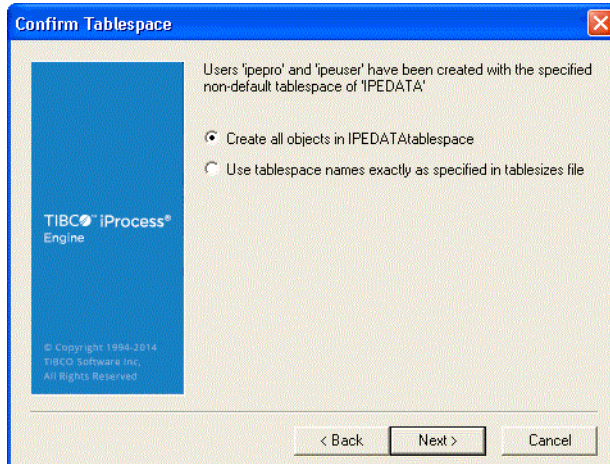 Confirm Tablespace
Users 'ipepro' and 'ipeuser' have been created with the specified
non-default tablespace of 'IPEDATA'
Create all objects in IPEDATAtablespace
Use tablespace names exactly as specified in tablesizes file
TIBCO™ iProcess®
Engine
© Copyright 1994-2014
TIBCO Software Inc,
All Rights Reserved
< Back
Next >
Cancel